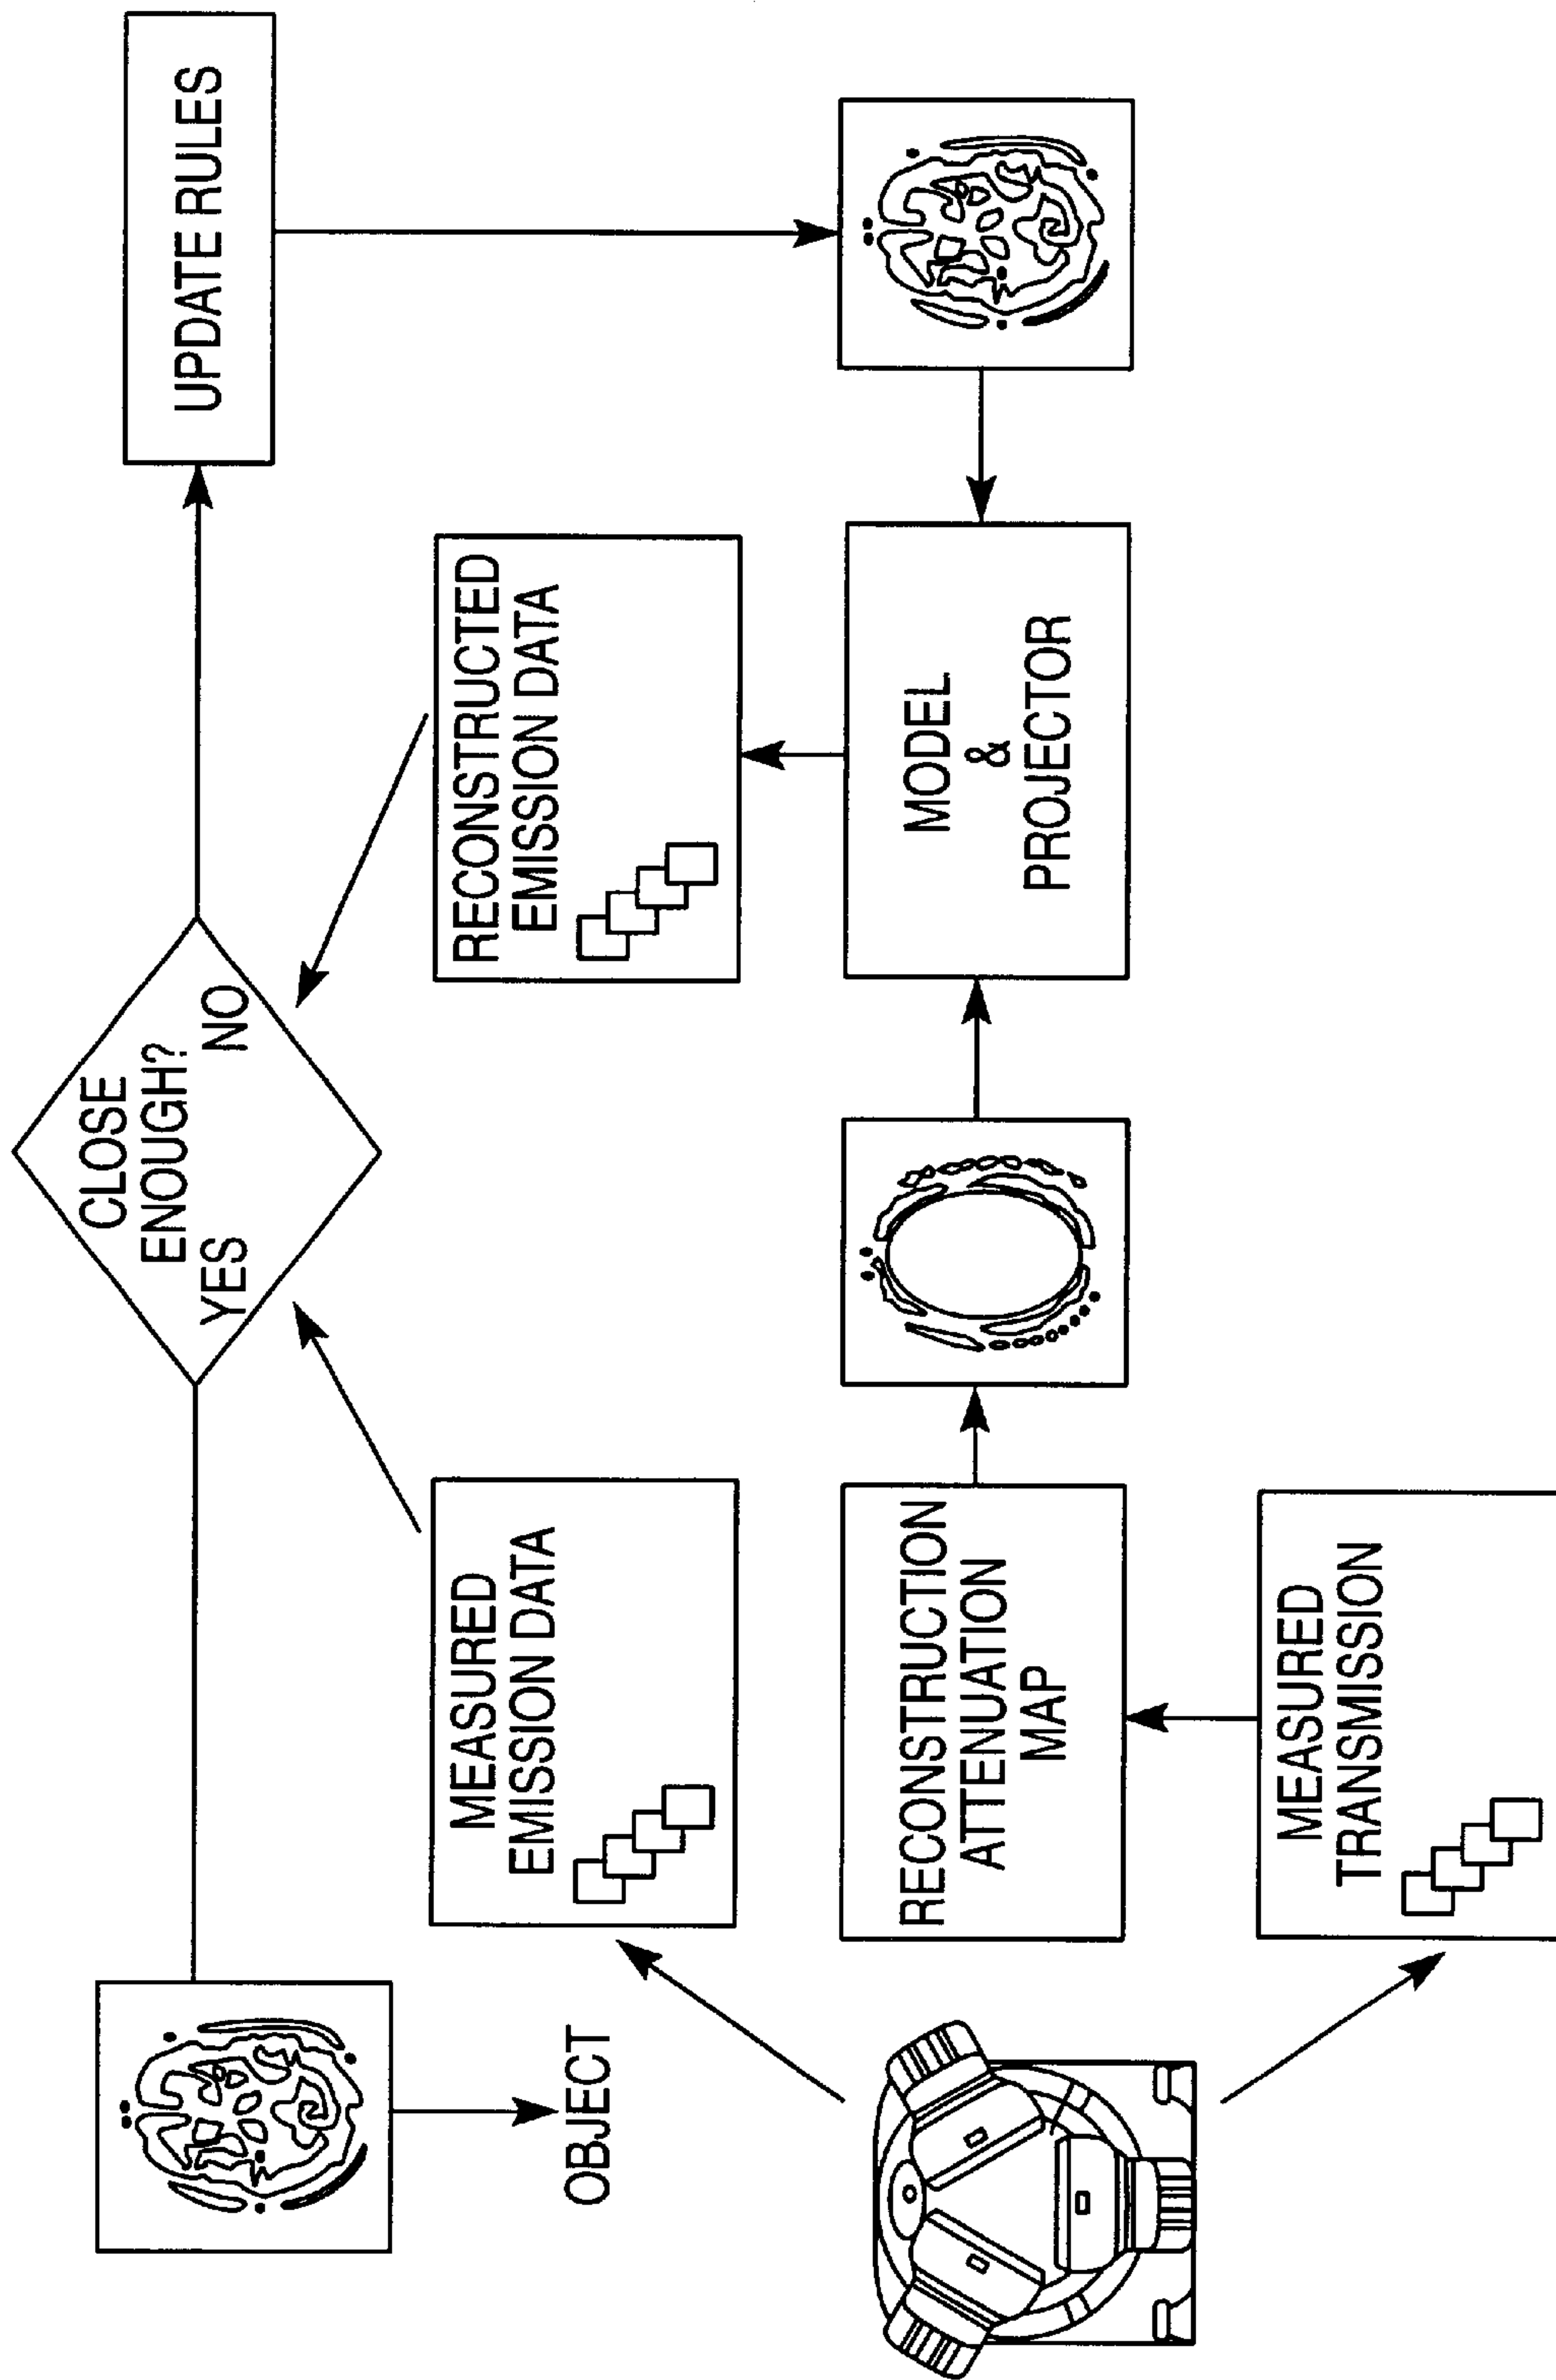 CLOSE
ENOUGH?
YES
NO
UPDATE RULES
OBJECT
MEASURED
EMISSION DATA
RECONSTRUCTED
EMISSION DATA
RECONSTRUCTION
ATTENUATION
MAP
MODEL
&
PROJECTOR
MEASURED
TRANSMISSION